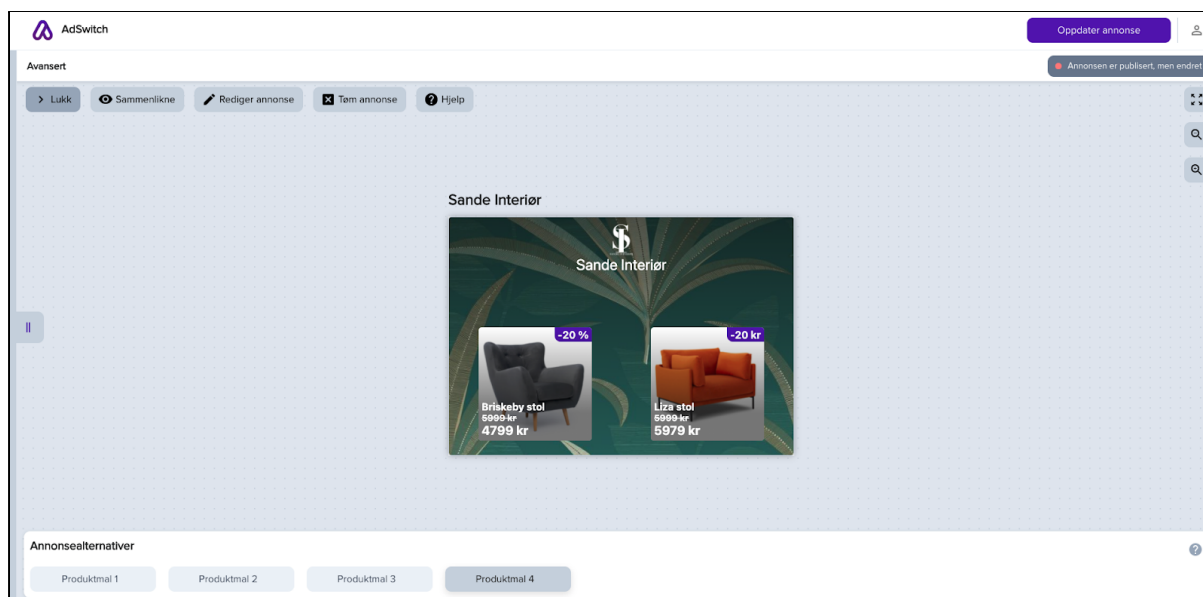 AdSwitch
Oppdater annonse
Avansert
Annonsen er publisert, men endret
Lukk
Sammenlikne
Rediger annonse
Tøm annonse
Hjelp
Sande Interiør
Sande Interiør
-20 %
Briskeby stol
5999 kr
4799 kr
-20 kr
Liza stol
5999 kr
5979 kr
Annonsealternativer
Produktmal 1
Produktmal 2
Produktmal 3
Produktmal 4